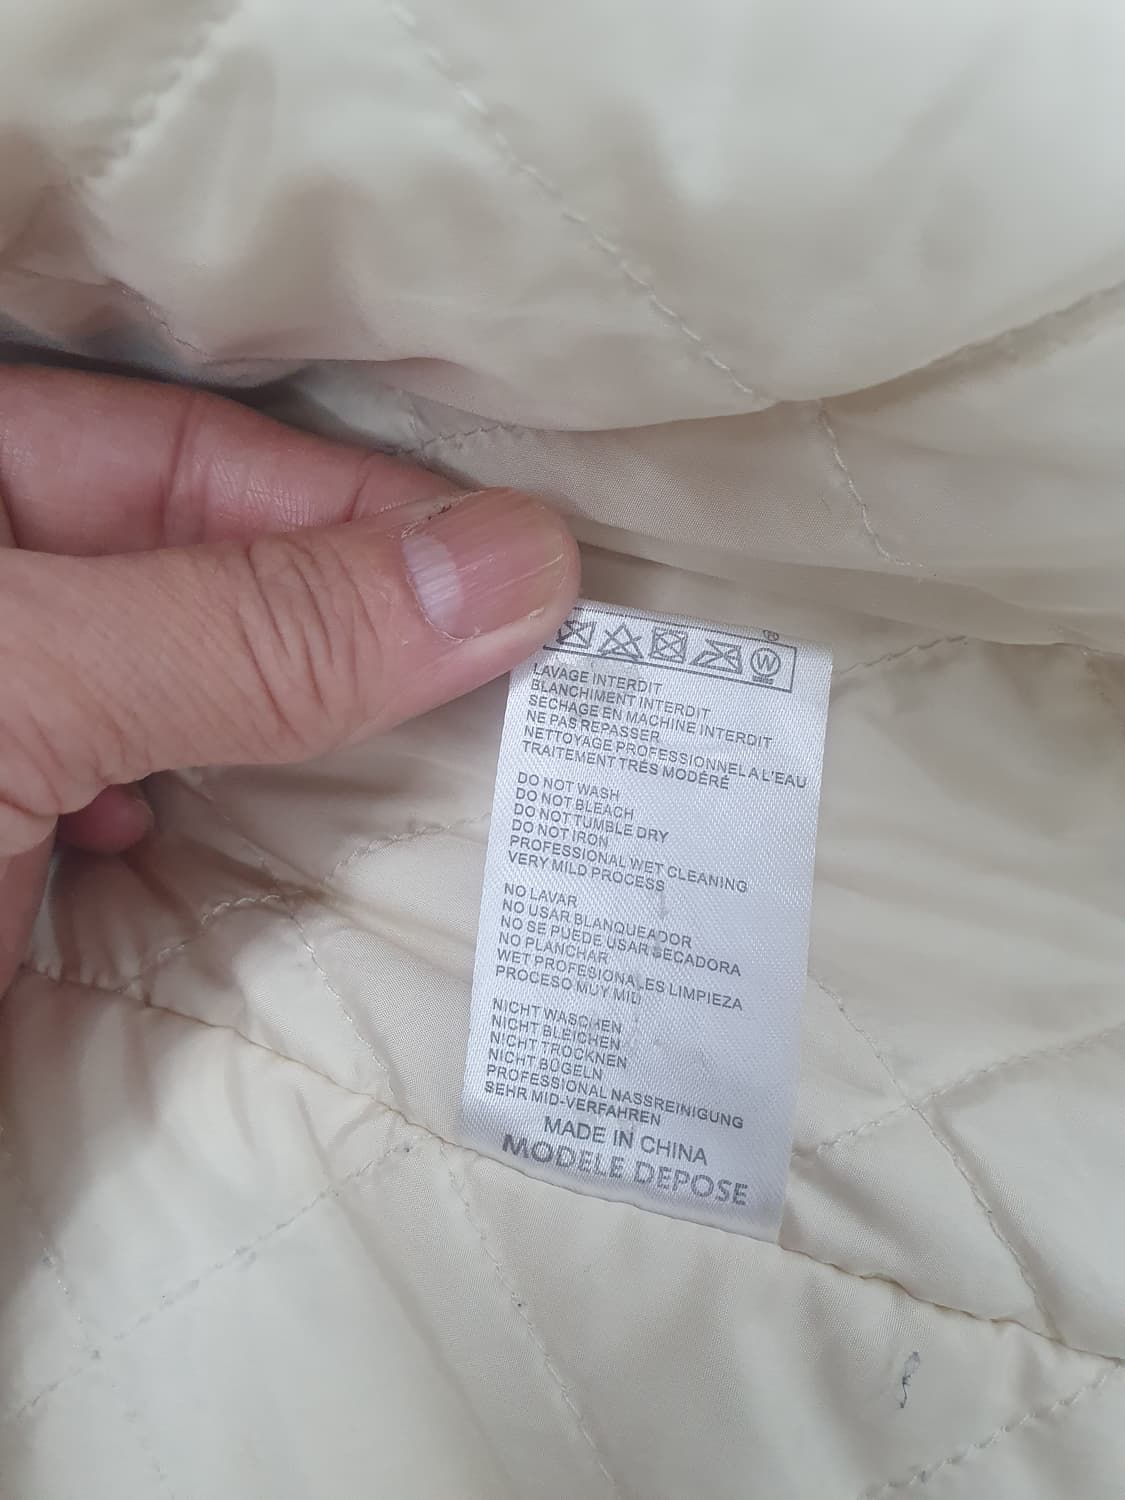 W
LAVAGE INTERDIT
BLANCHIMENT INTERDIT
SECHAGE EN MACHINE INTERDIT
NE PAS REPASSER
NETTOYAGE PROFESSIONNEL A L'EAU
TRAITEMENT TRÉS MODÉRÉ
DO NOT WASH
DO NOT BLEACH
DO NOT TUMBLE DRY
DO NOT IRON
PROFESSIONAL WET CLEANING
VERY MILD PROCESS
NO LAVAR
NO USAR BLANQUEADOR
NO SE PUEDE USAR SECADORA
NO PLANCHAR
WET PROFESIONALES LIMPIEZA
PROCESO MUY MILD
NICHT WASCHEN
NICHT BLEICHEN
NICHT TROCKNEN
NICHT BÜGELN
PROFESSIONAL NASSREINIGUNG
SEHR MID-VERFAHREN
MADE IN CHINA
MODELE DEPOSE